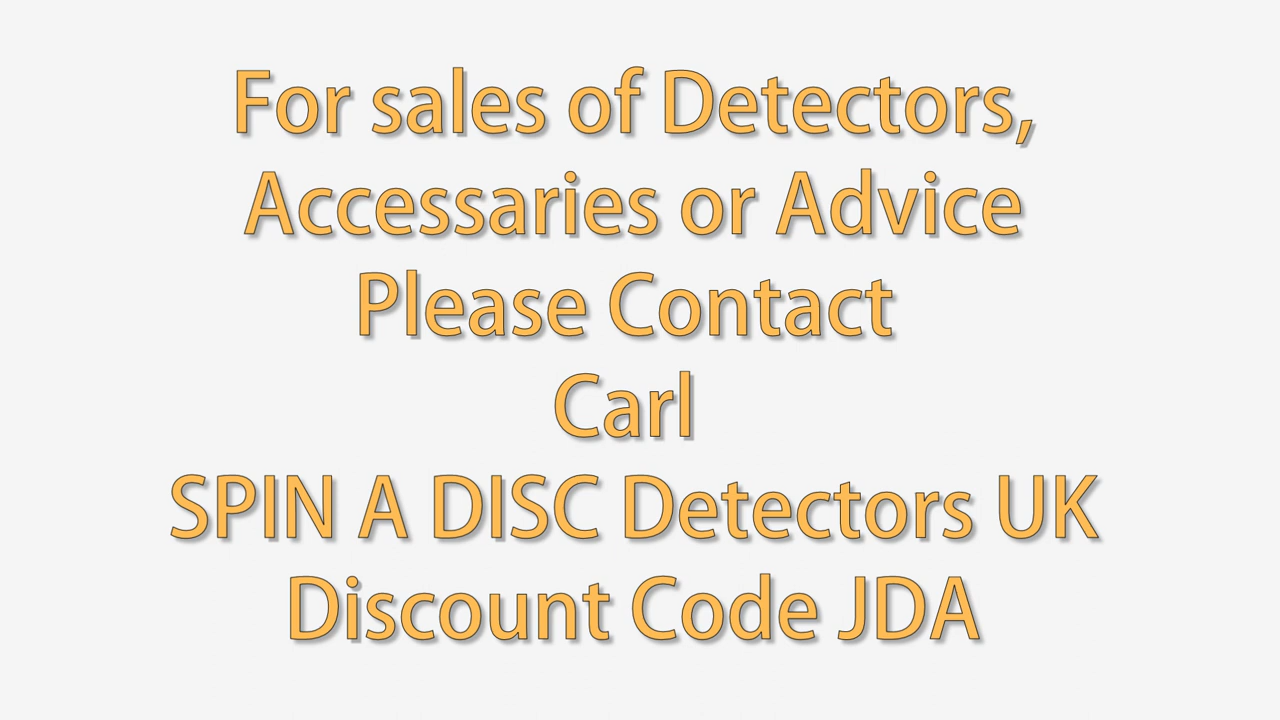 For sales of Detectors,
Accessaries or Advice
Please Contact
Carl
SPIN A DISC Detectors UK
Discount Code JDA